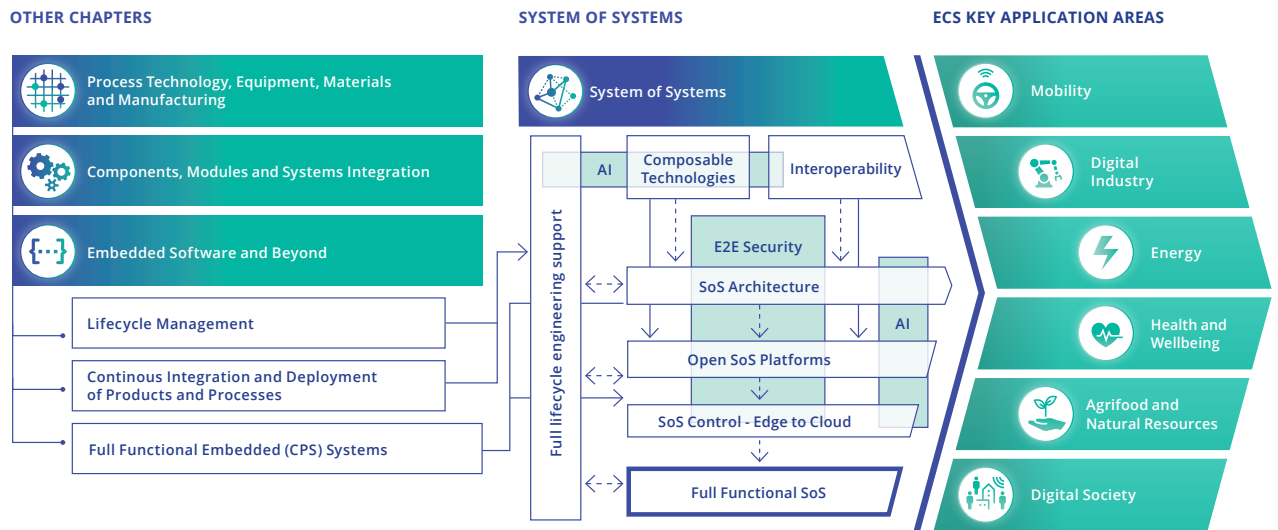 OTHER CHAPTERS
Process Technology, Equipment, Materials
and Manufacturing
Components, Modules and Systems Integration
Embedded Software and Beyond
Lifecycle Management
Continous Integration and Deployment
of Products and Processes
Full Functional Embedded (CPS) Systems
SYSTEM OF SYSTEMS
System of Systems
Full lifecycle engineering support
AI
Composable
Technologies
Interoperability
E2E Security
SoS Architecture
AI
Open SoS Platforms
SoS Control - Edge to Cloud
Full Functional SoS
ECS KEY APPLICATION AREAS
Mobility
Digital
Industry
Energy
Health and
Wellbeing
Agrifood and
Natural Resources
Digital Society